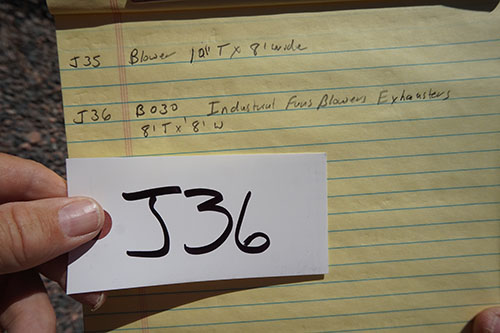 J35 Blower 10' T x 8' wide
J36 B030 Industrial Fans Blowers Exhausters
8' T x 8' W
J36